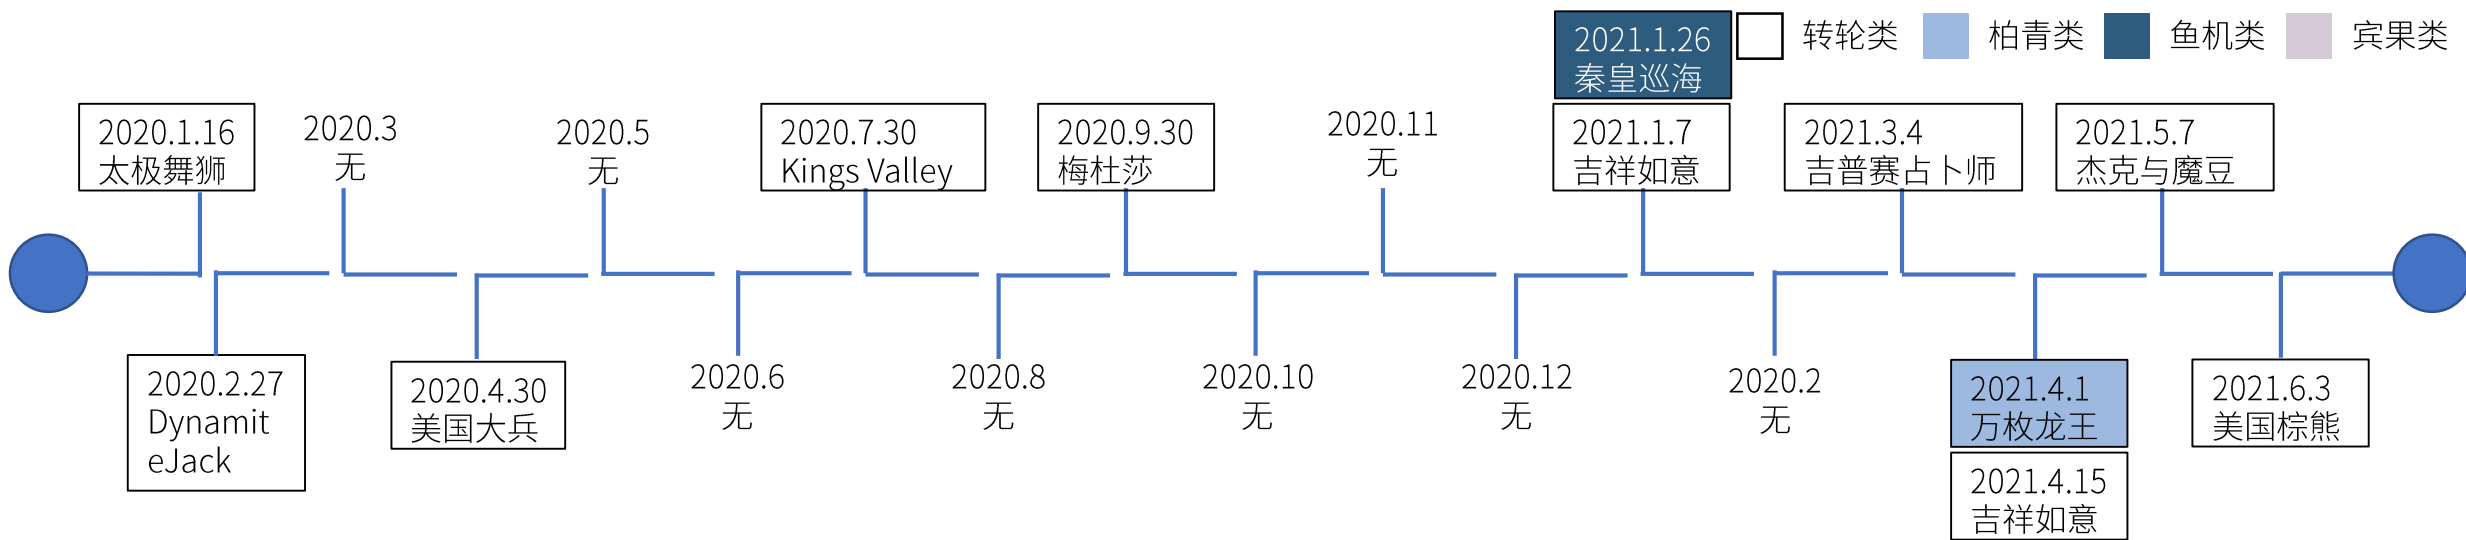 转轮类
柏青类
鱼机类
宾果类
2020.1.16
太极舞狮
2020.2.27
Dynamit
eJack
2020.3
无
2020.4.30
美国大兵
2020.5
无
2020.6
无
2020.7.30
Kings Valley
2020.8
无
2020.9.30
梅杜莎
2020.10
无
2020.11
无
2020.12
无
2021.1.26
秦皇巡海
2021.1.7
吉祥如意
2020.2
无
2021.3.4
吉普赛占卜师
2021.4.1
万枚龙王
2021.4.15
吉祥如意
2021.5.7
杰克与魔豆
2021.6.3
美国棕熊